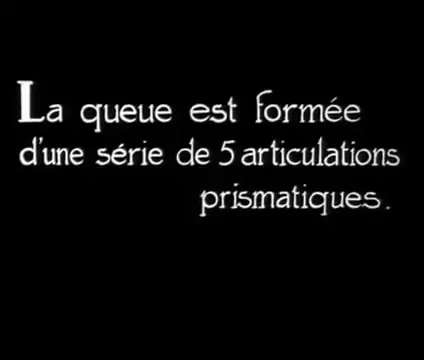 La queue est formée
d'une série de 5 articulations
prismatiques.